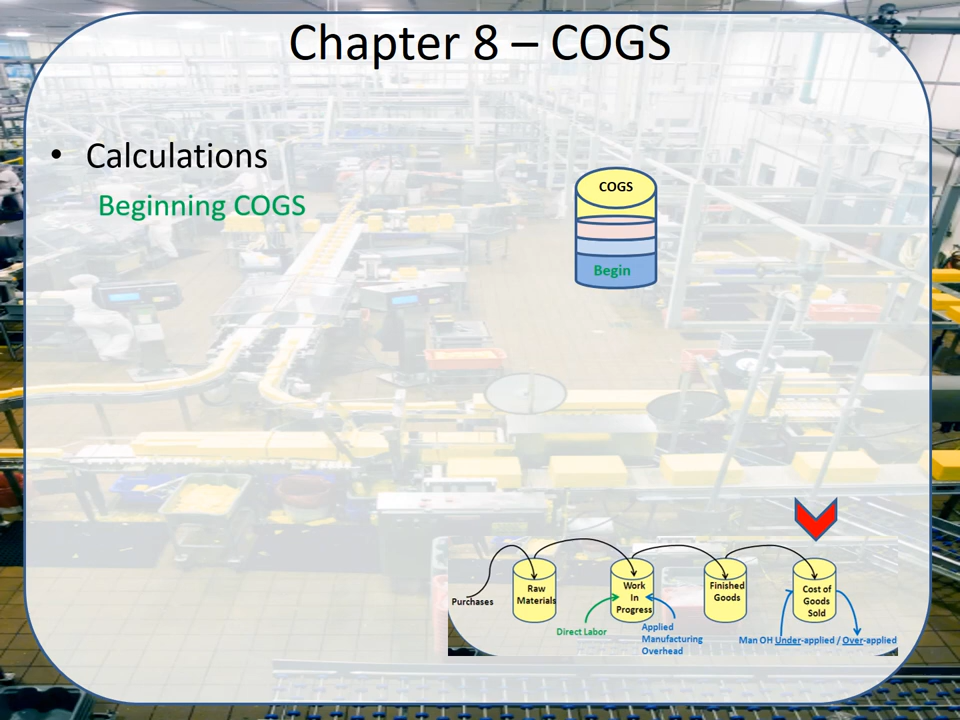 Chapter 8 – COGS
• Calculations
Beginning COGS
COGS
Begin
Purchases
Raw
Materials
Work
In
Progress
Finished
Goods
Cost of
Goods
Sold
Direct Labor
Applied
Manufacturing
Overhead
Man OH Under-applied / Over-applied